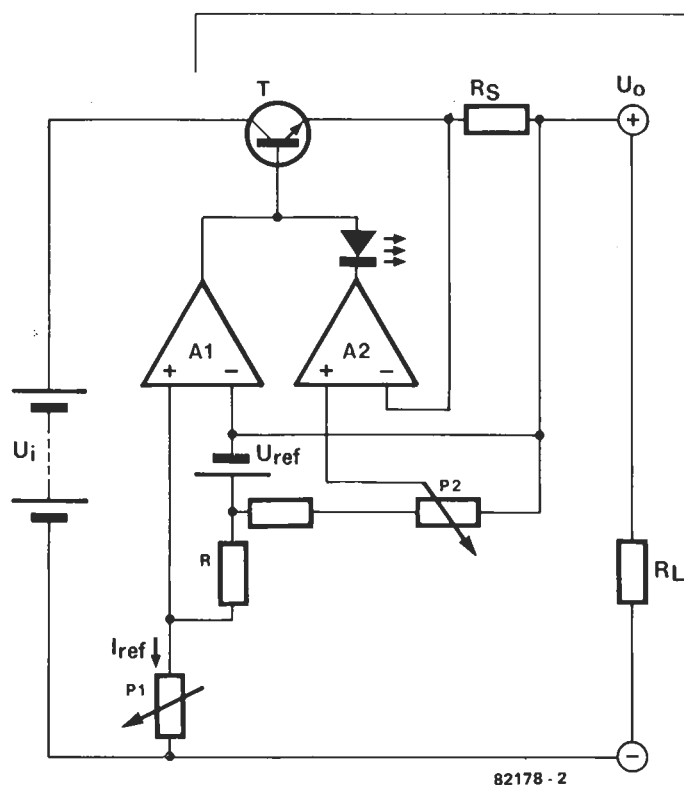 T
RS
Uo
+
A1
+ −
A2
+ −
Ui
Uref
P2
R
RL
Iref
P1
−
82178 - 2